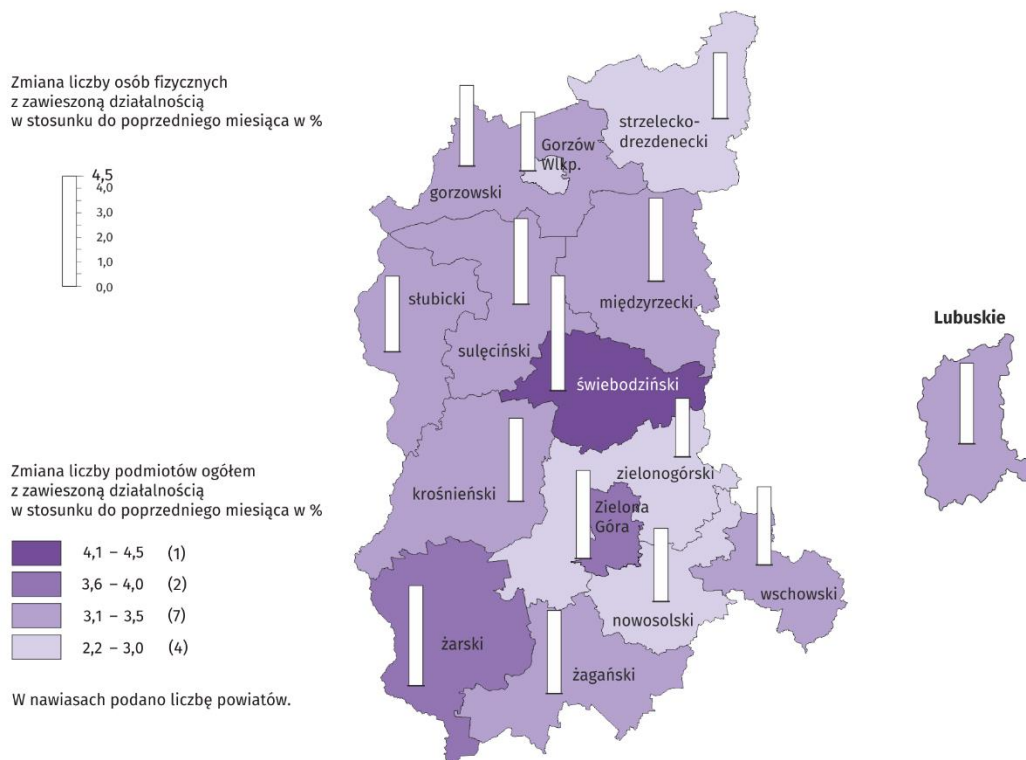 Zmiana liczby osób fizycznych
z zawieszoną działalnością
w stosunku do poprzedniego miesiąca w %
4,5
4,0
3,0
2,0
1,0
0,0
strzelecko-
drezdenecki
Gorzów
Wlkp.
gorzowski
słubicki
międzyrzecki
sulęciński
świebodziński
Lubuskie
krośnieński
zielonogórski
Zielona
Góra
wschowski
nowosolski
żarski
żagański
Zmiana liczby podmiotów ogółem
z zawieszoną działalnością
w stosunku do poprzedniego miesiąca w %
4,1 – 4,5 (1)
3,6 – 4,0 (2)
3,1 – 3,5 (7)
2,2 – 3,0 (4)
W nawiasach podano liczbę powiatów.